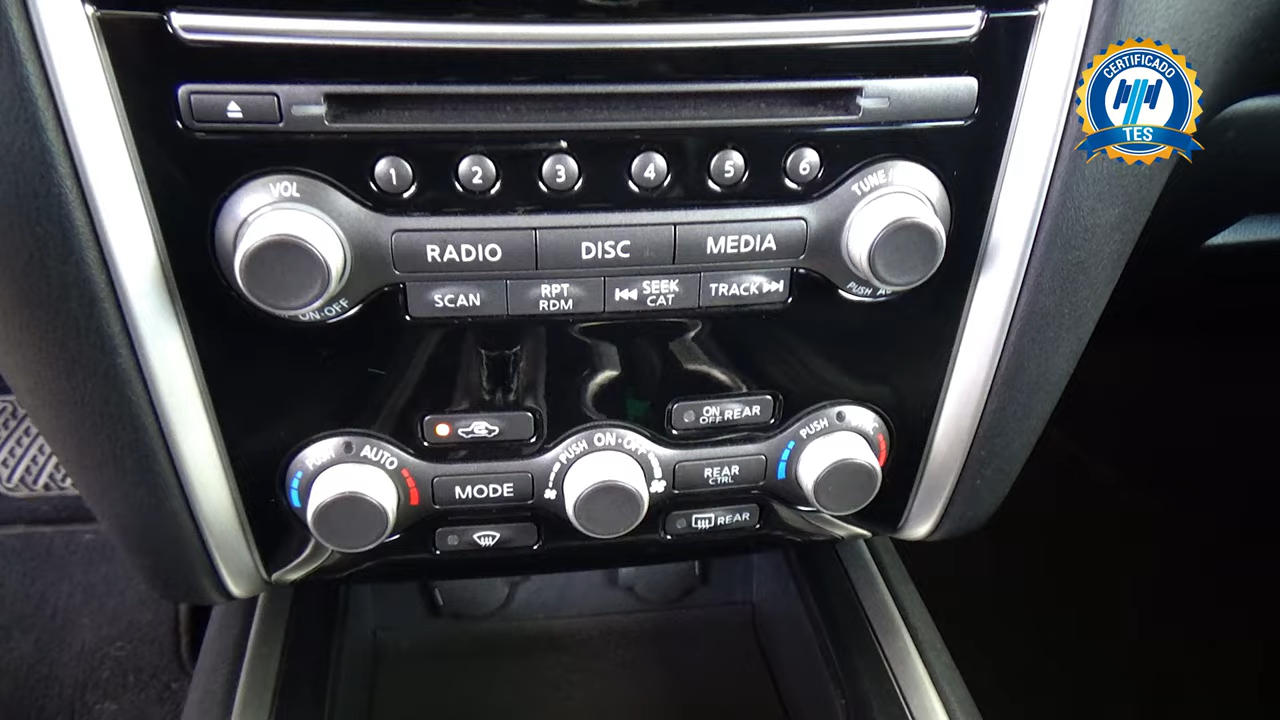 CERTIFICADO
TES
1 2 3 4 5 6
VOL
TUNE
RADIO DISC MEDIA
SCAN
RPT
RDM
SEEK
CAT
TRACK
ON·OFF
PUSH
ON
OFF REAR
PUSH AUTO
PUSH ON·OFF
PUSH
MODE
REAR
CTRL
REAR